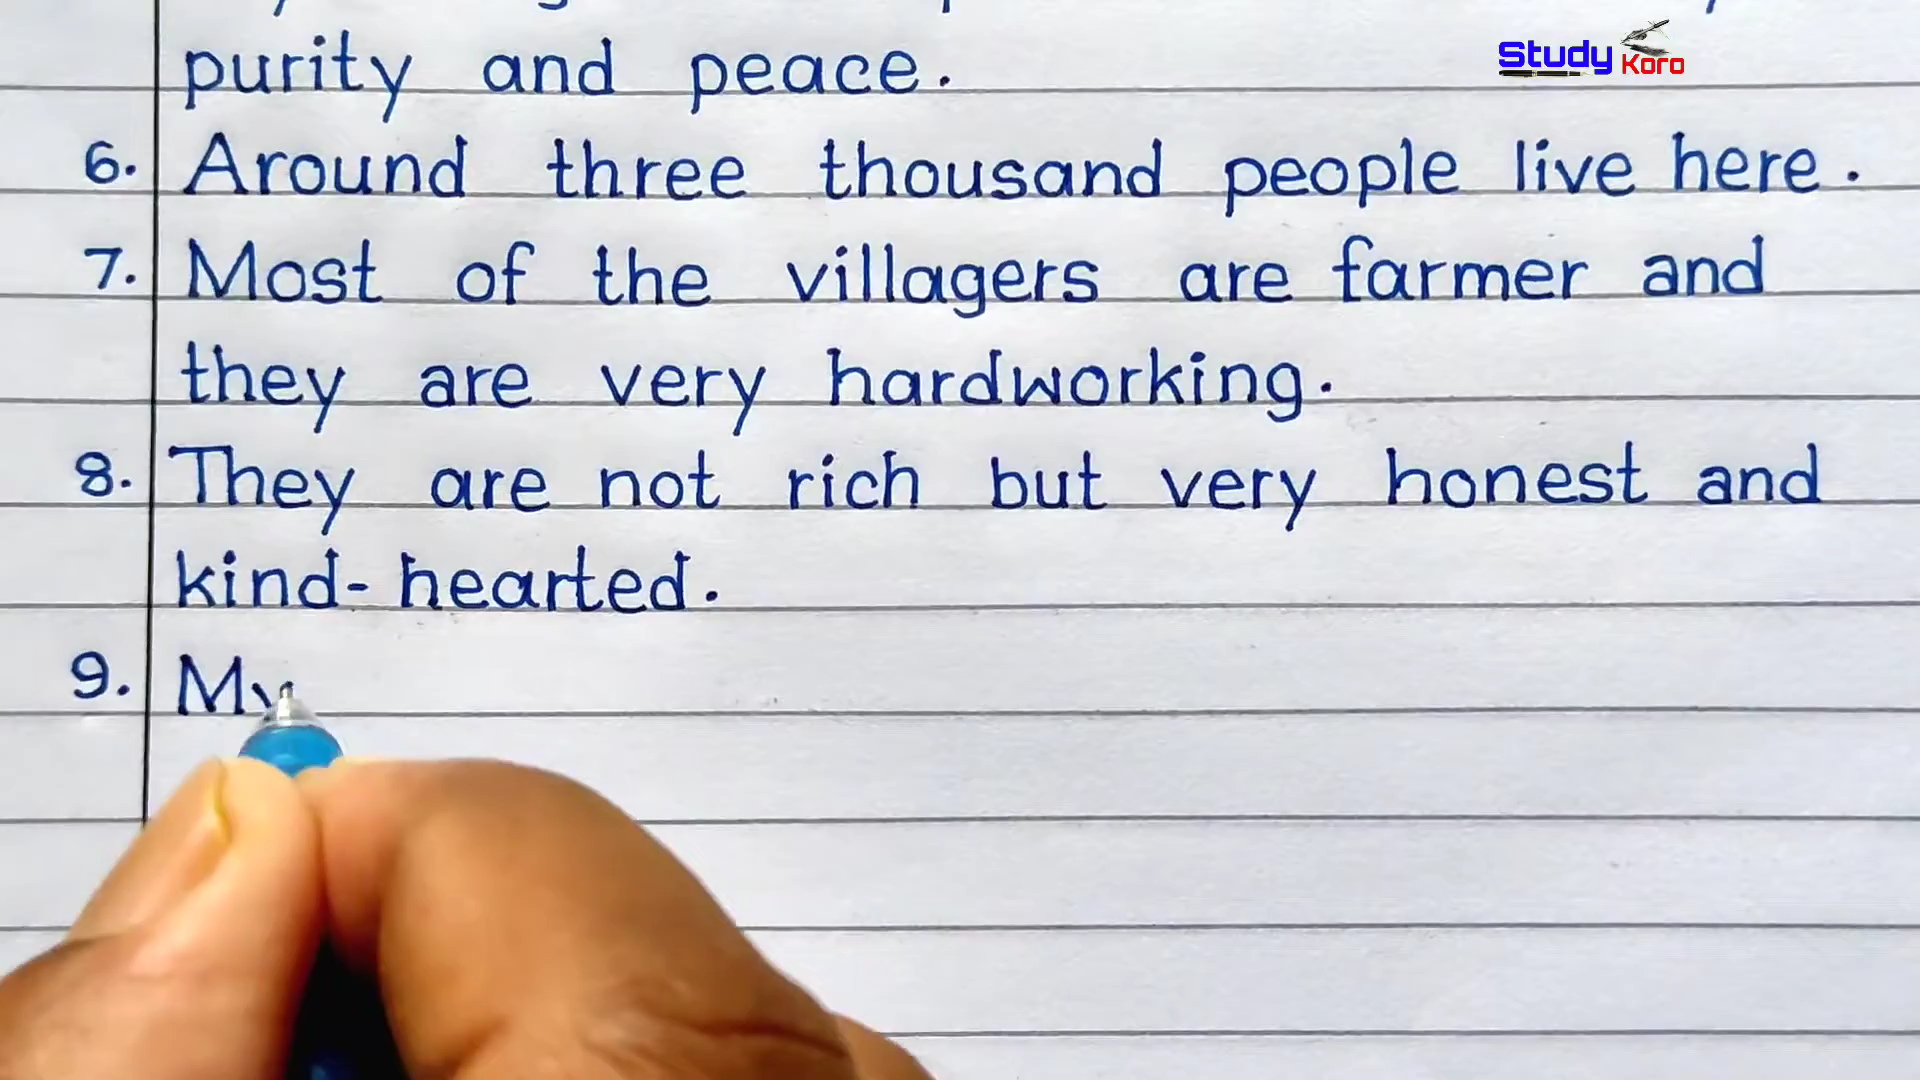 Study Koro
purity and peace.
6. Around three thousand people live here.
7. Most of the villagers are farmer and
they are very hardworking.
8. They are not rich but very honest and
kind-hearted.
9. My